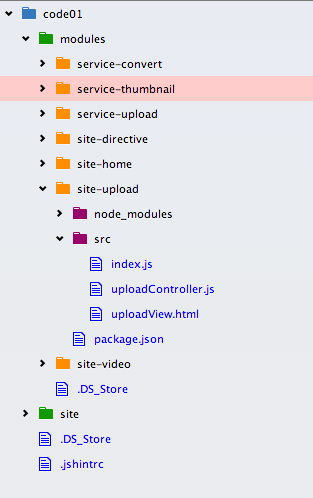 code01
modules
service-convert
service-thumbnail
service-upload
site-directive
site-home
site-upload
node_modules
src
index.js
uploadController.js
uploadView.html
package.json
site-video
.DS_Store
site
.DS_Store
.jshintrc